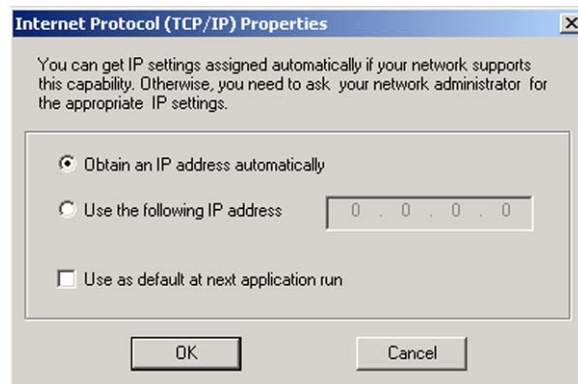 Internet Protocol (TCP/IP) Properties
You can get IP settings assigned automatically if your network supports
this capability. Otherwise, you need to ask your network administrator for
the appropriate IP settings.
Obtain an IP address automatically
Use the following IP address 0 . 0 . 0 . 0
Use as default at next application run
OK Cancel